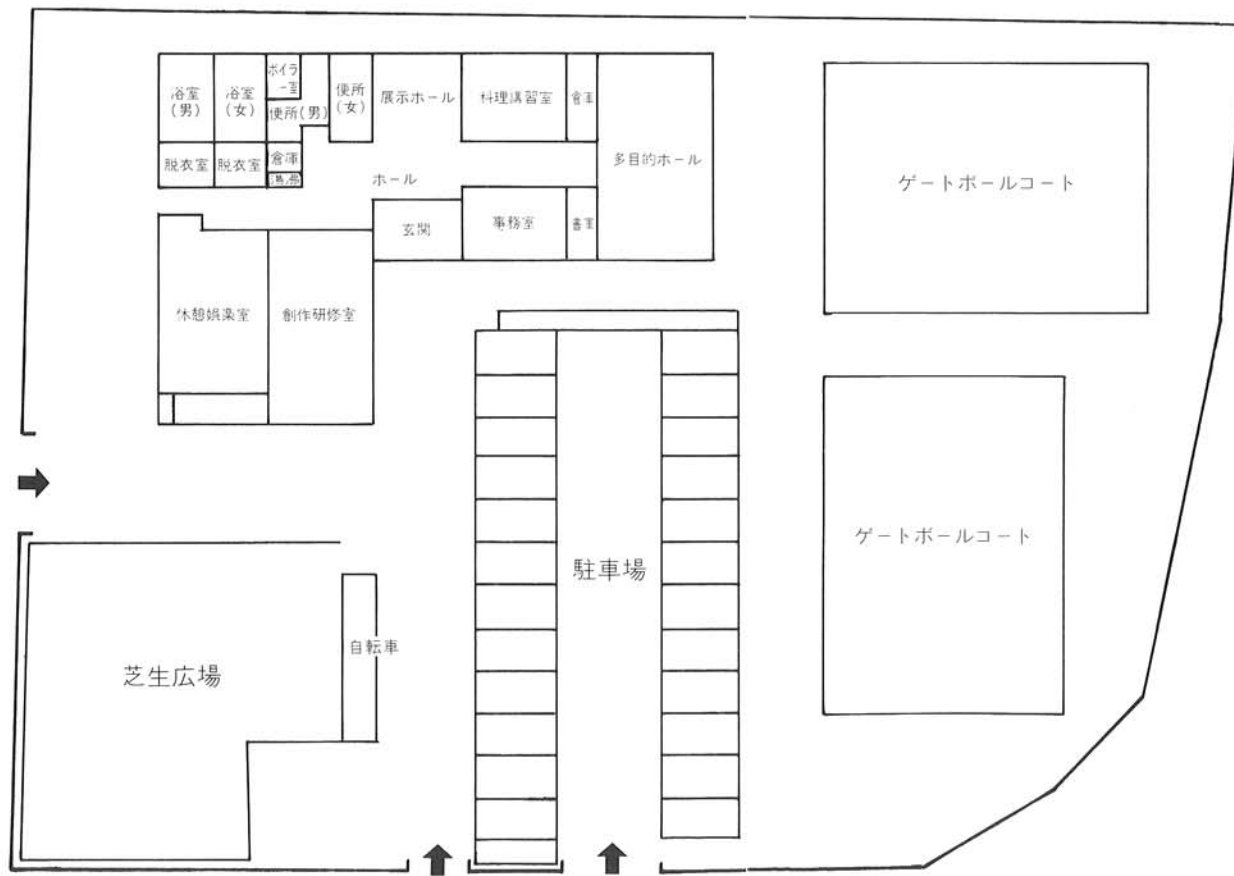 浴室
(男)
浴室
(女)
ボイラ
ー室
便所(男)
便所
(女)
展示ホール
料理講習室
倉庫
多目的ホール
脱衣室
脱衣室
倉庫
湯沸
ホール
玄関
事務室
書庫
休憩娯楽室
創作研修室
ゲートボールコート
ゲートボールコート
駐車場
自転車
芝生広場